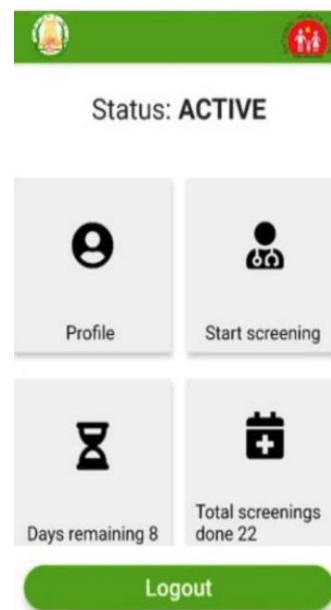 Status: ACTIVE
Profile
Start screening
Days remaining 8
Total screenings
done 22
Logout